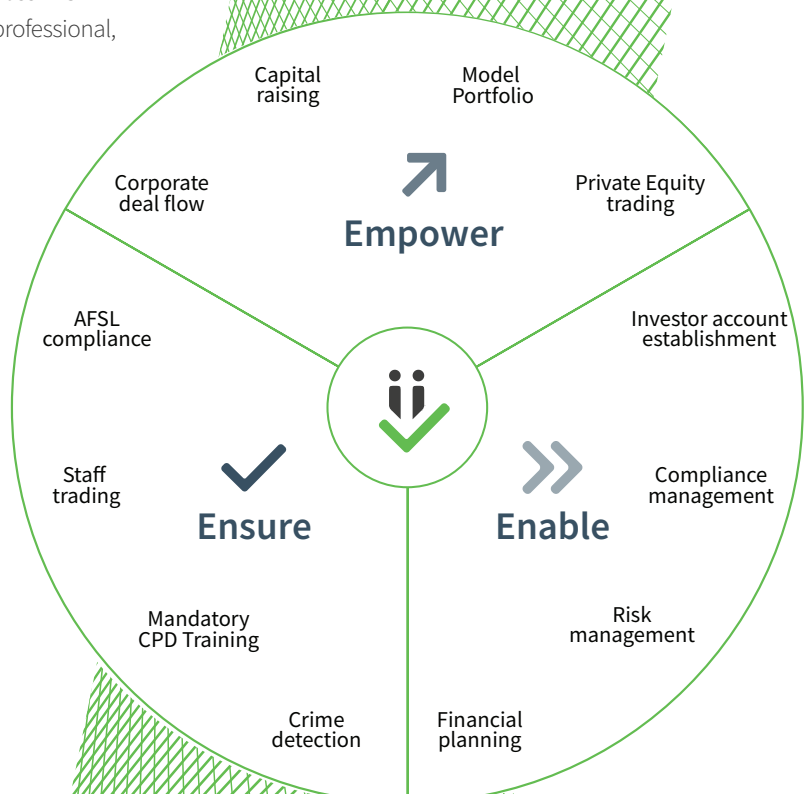 professional,
Capital
raising
Model
Portfolio
Corporate
deal flow
Private Equity
trading
Empower
AFSL
compliance
Investor account
establishment
Staff
trading
Ensure
Enable
Compliance
management
Mandatory
CPD Training
Risk
management
Crime
detection
Financial
planning